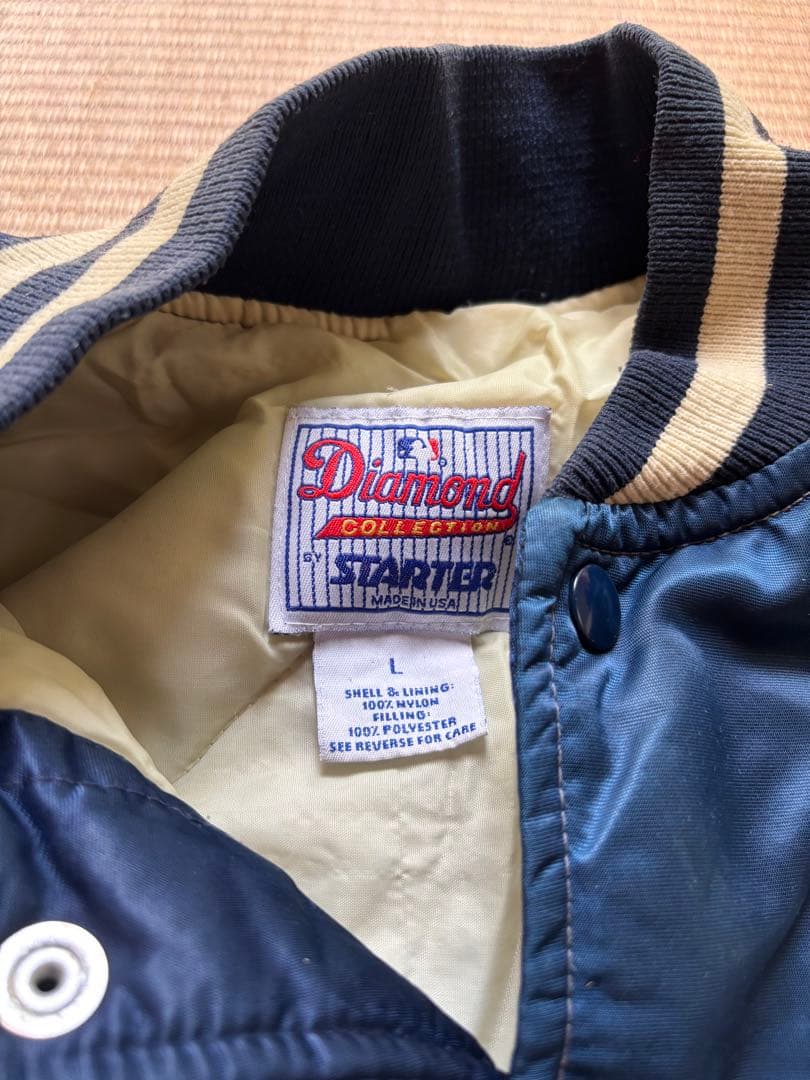 Diamond
COLLECTION
BY STARTER
MADE IN USA
L
SHELL & LINING:
100% NYLON
FILLING:
100% POLYESTER
SEE REVERSE FOR CARE